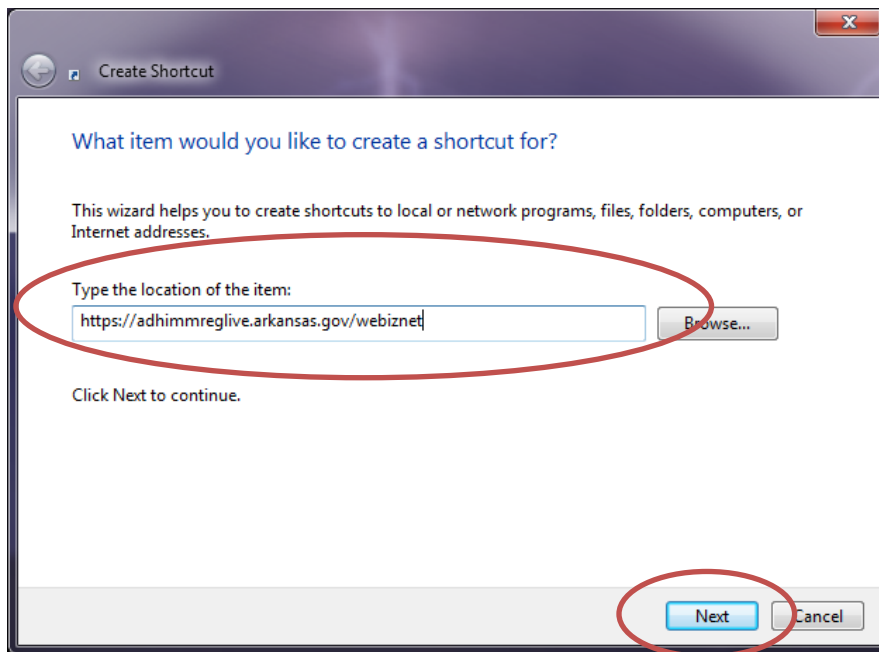 Create Shortcut
What item would you like to create a shortcut for?
This wizard helps you to create shortcuts to local or network programs, files, folders, computers, or
Internet addresses.
Type the location of the item:
https://adhimmreglive.arkansas.gov/webiznet
Browse...
Click Next to continue.
Next
Cancel